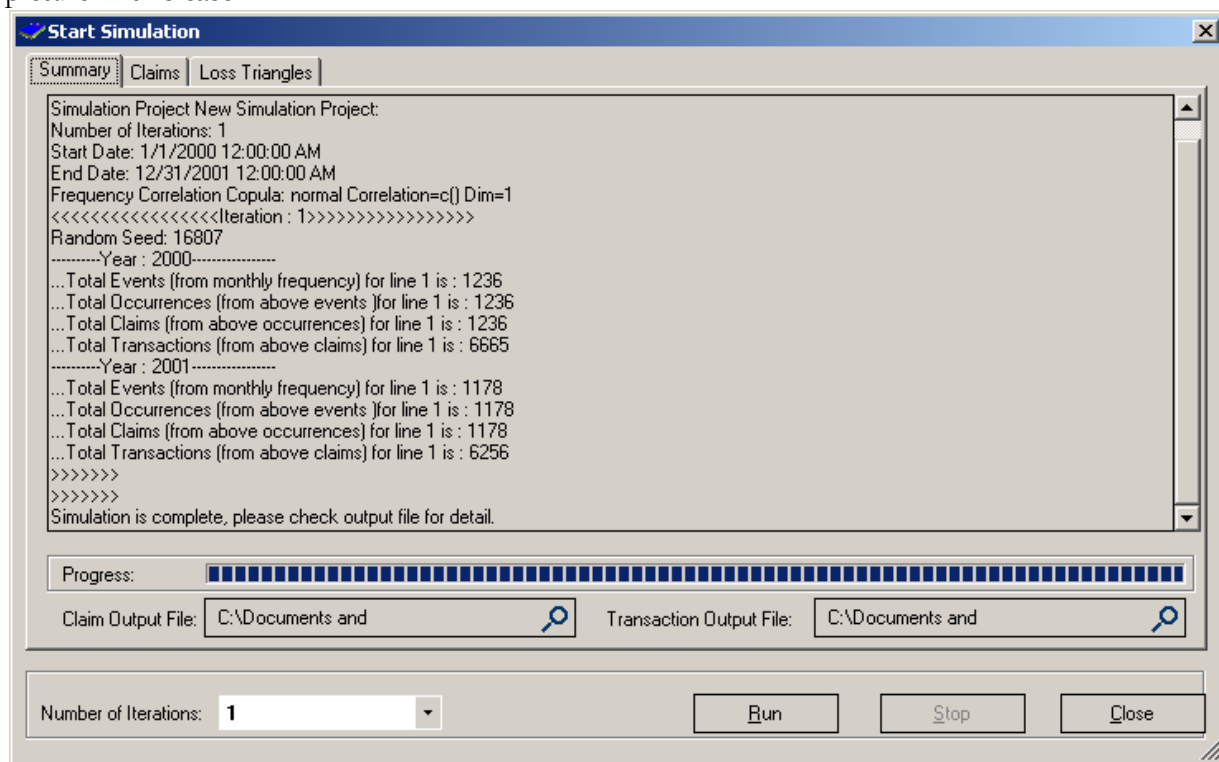 Start Simulation
Summary Claims Loss Triangles
Simulation Project New Simulation Project:
Number of Iterations: 1
Start Date: 1/1/2000 12:00:00 AM
End Date: 12/31/2001 12:00:00 AM
Frequency Correlation Copula: normal Correlation=c() Dim=1
<<<<<<<<<<<<<<<<<Iteration : 1>>>>>>>>>>>>>>>>>
Random Seed: 16807
---------Year : 2000----------------
...Total Events (from monthly frequency) for line 1 is : 1236
...Total Occurrences (from above events )for line 1 is : 1236
...Total Claims (from above occurrences) for line 1 is : 1236
...Total Transactions (from above claims) for line 1 is : 6665
---------Year : 2001----------------
...Total Events (from monthly frequency) for line 1 is : 1178
...Total Occurrences (from above events )for line 1 is : 1178
...Total Claims (from above occurrences) for line 1 is : 1178
...Total Transactions (from above claims) for line 1 is : 6256
>>>>>>>
>>>>>>>
Simulation is complete, please check output file for detail.
Progress:
Claim Output File: C:\Documents and Transaction Output File: C:\Documents and
Number of Iterations: 1 Run Stop Close